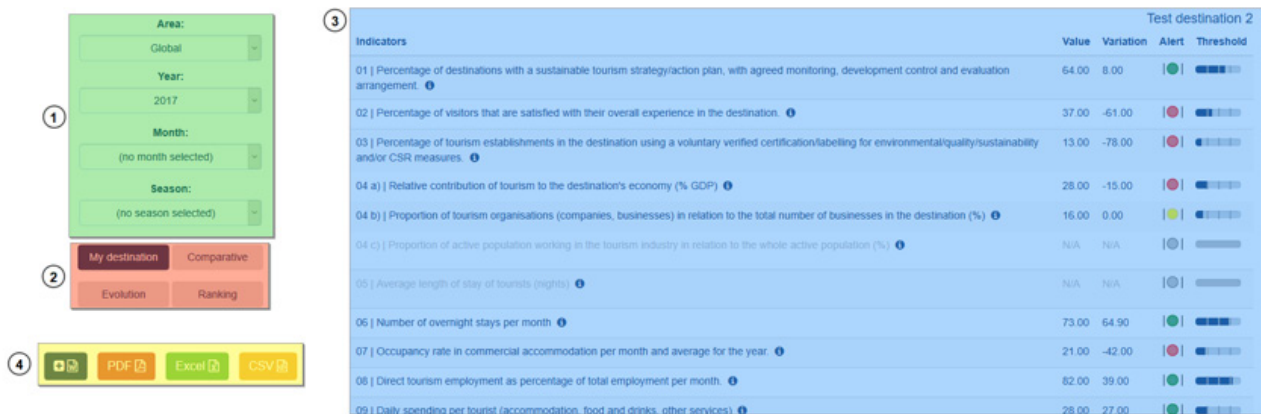 1
Area:
Global
Year:
2017
Month:
(no month selected)
Season:
(no season selected)
2
My destination Comparative
Evolution Ranking
4
PDF Excel CSV
3
Test destination 2
Indicators Value Variation Alert Threshold
01 | Percentage of destinations with a sustainable tourism strategy/action plan, with agreed monitoring, development control and evaluation
arrangement. 64.00 8.00
02 | Percentage of visitors that are satisfied with their overall experience in the destination. 37.00 -61.00
03 | Percentage of tourism establishments in the destination using a voluntary verified certification/labelling for environmental/quality/sustainability
and/or CSR measures. 13.00 -78.00
04 a) | Relative contribution of tourism to the destination's economy (% GDP) 28.00 -15.00
04 b) | Proportion of tourism organisations (companies, businesses) in relation to the total number of businesses in the destination (%) 16.00 0.00
04 c) | Proportion of active population working in the tourism industry in relation to the whole active population (%) N/A N/A
05 | Average length of stay of tourists (nights) N/A N/A
06 | Number of overnight stays per month 73.00 64.90
07 | Occupancy rate in commercial accommodation per month and average for the year. 21.00 -42.00
08 | Direct tourism employment as percentage of total employment per month. 82.00 39.00
09 | Daily spending per tourist (accommodation, food and drinks, other services) 28.00 27.00